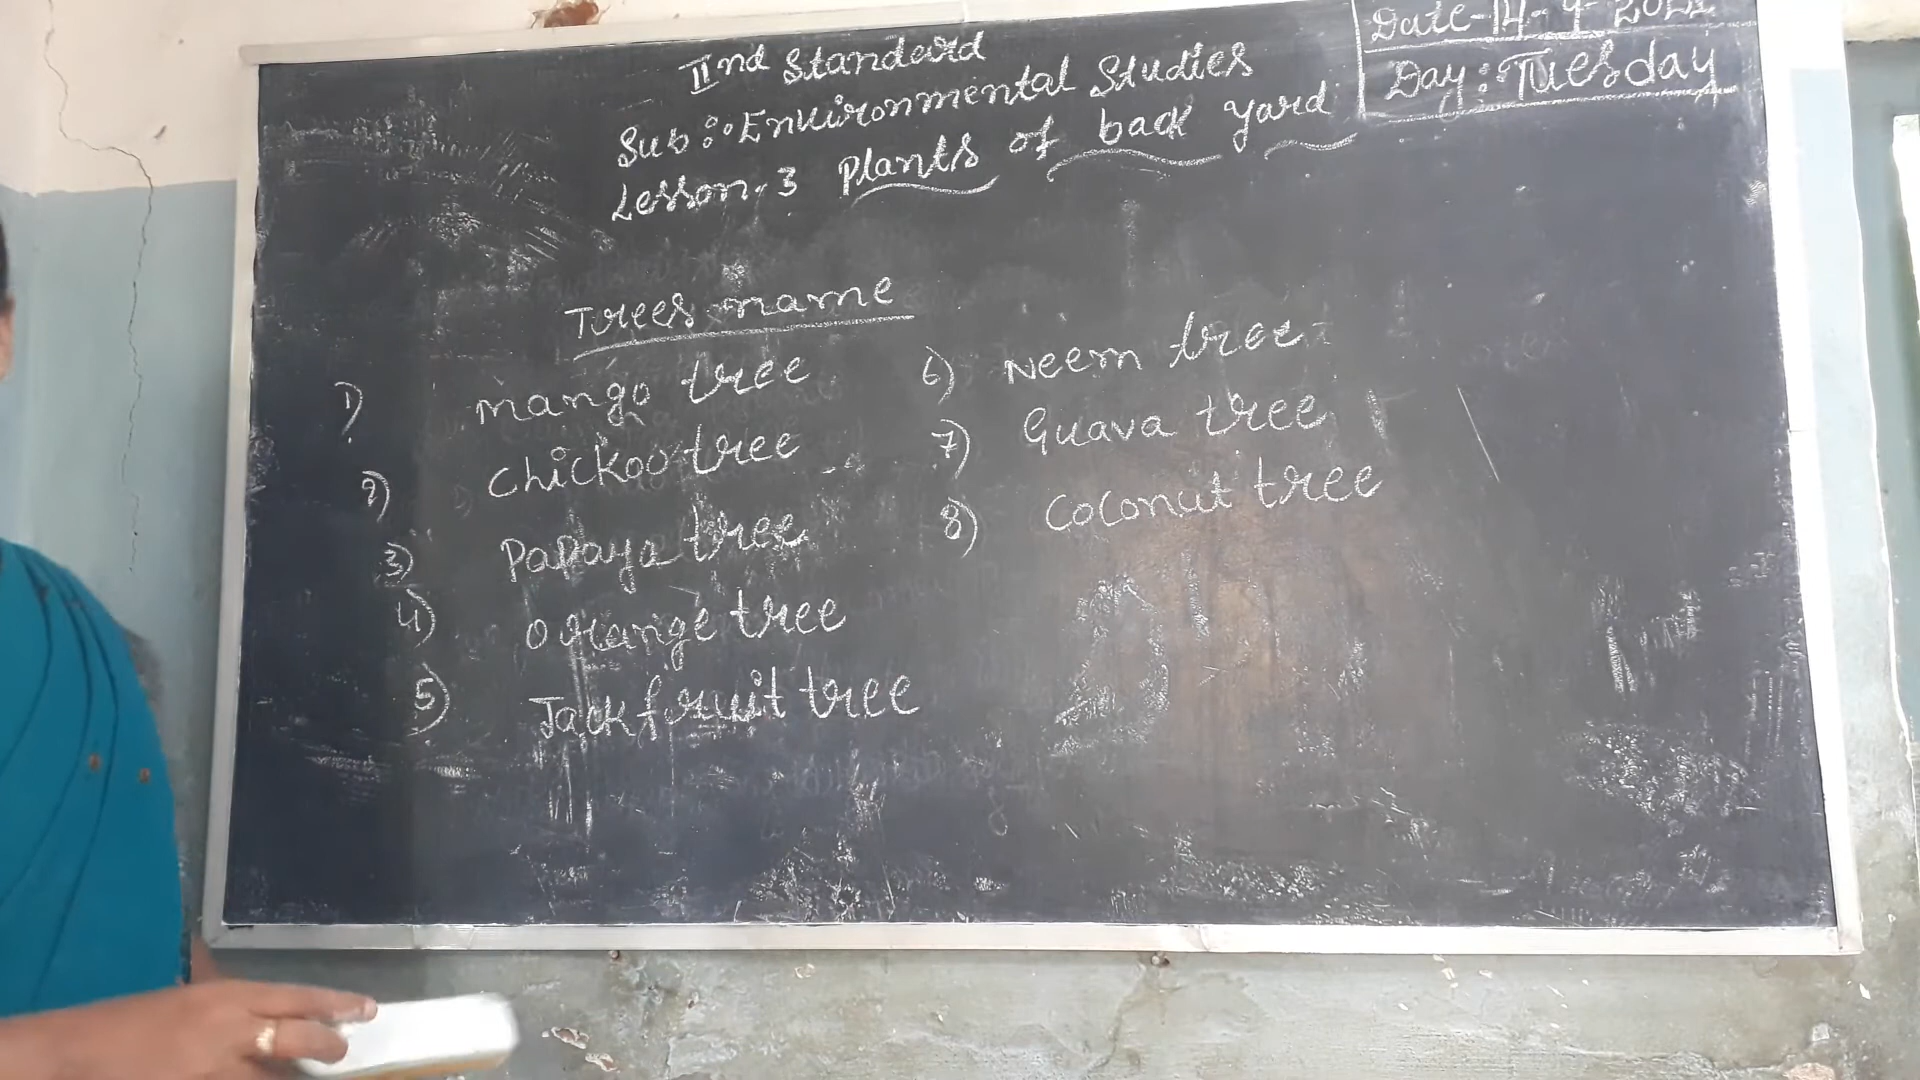 IInd Standard
Sub : Environmental Studies
Lesson-3 Plants of back yard
Date-14-9-2021
Day : Tuesday
Trees name
1) mango tree
2) Chickoo tree
3) Papaya tree
4) Orange tree
5) Jackfruit tree
6) Neem tree
7) Guava tree
8) Coconut tree